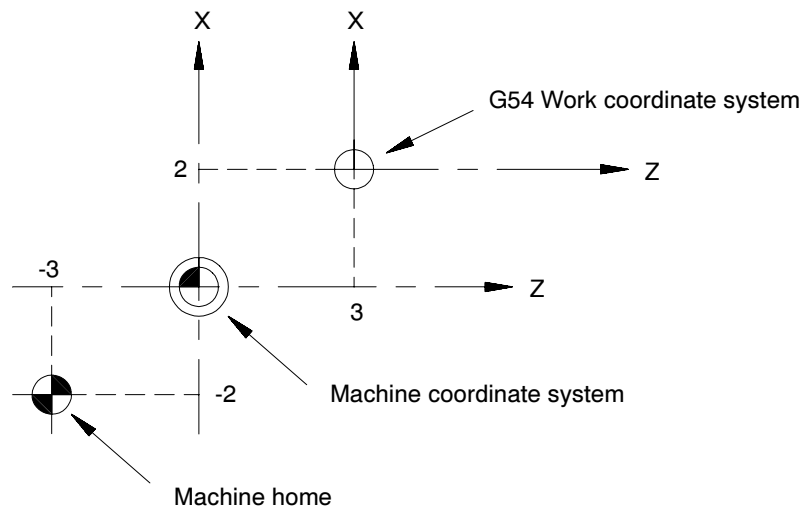 X
X
G54 Work coordinate system
2
Z
-3
Z
3
-2
Machine coordinate system
Machine home